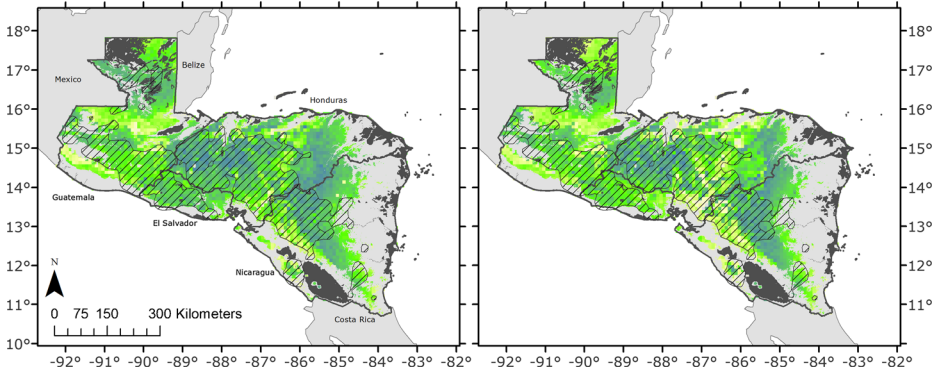 18°
17°
16°
15°
14°
13°
12°
11°
10°
Mexico
Belize
Honduras
Guatemala
El Salvador
Nicaragua
Costa Rica
N
0 75 150 300 Kilometers
-92° -91° -90° -89° -88° -87° -86° -85° -84° -83° -82°
18°
17°
16°
15°
14°
13°
12°
11°
10°
-92° -91° -90° -89° -88° -87° -86° -85° -84° -83° -82°